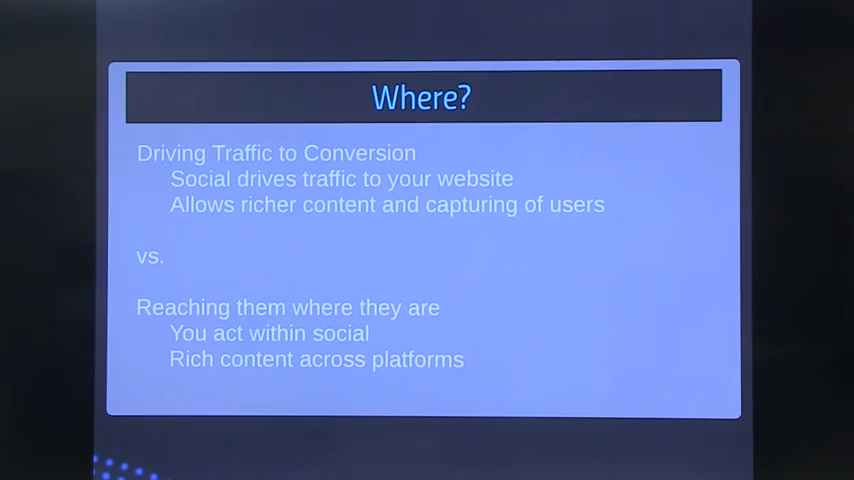 Where?
Driving Traffic to Conversion
Social drives traffic to your website
Allows richer content and capturing of users
vs.
Reaching them where they are
You act within social
Rich content across platforms